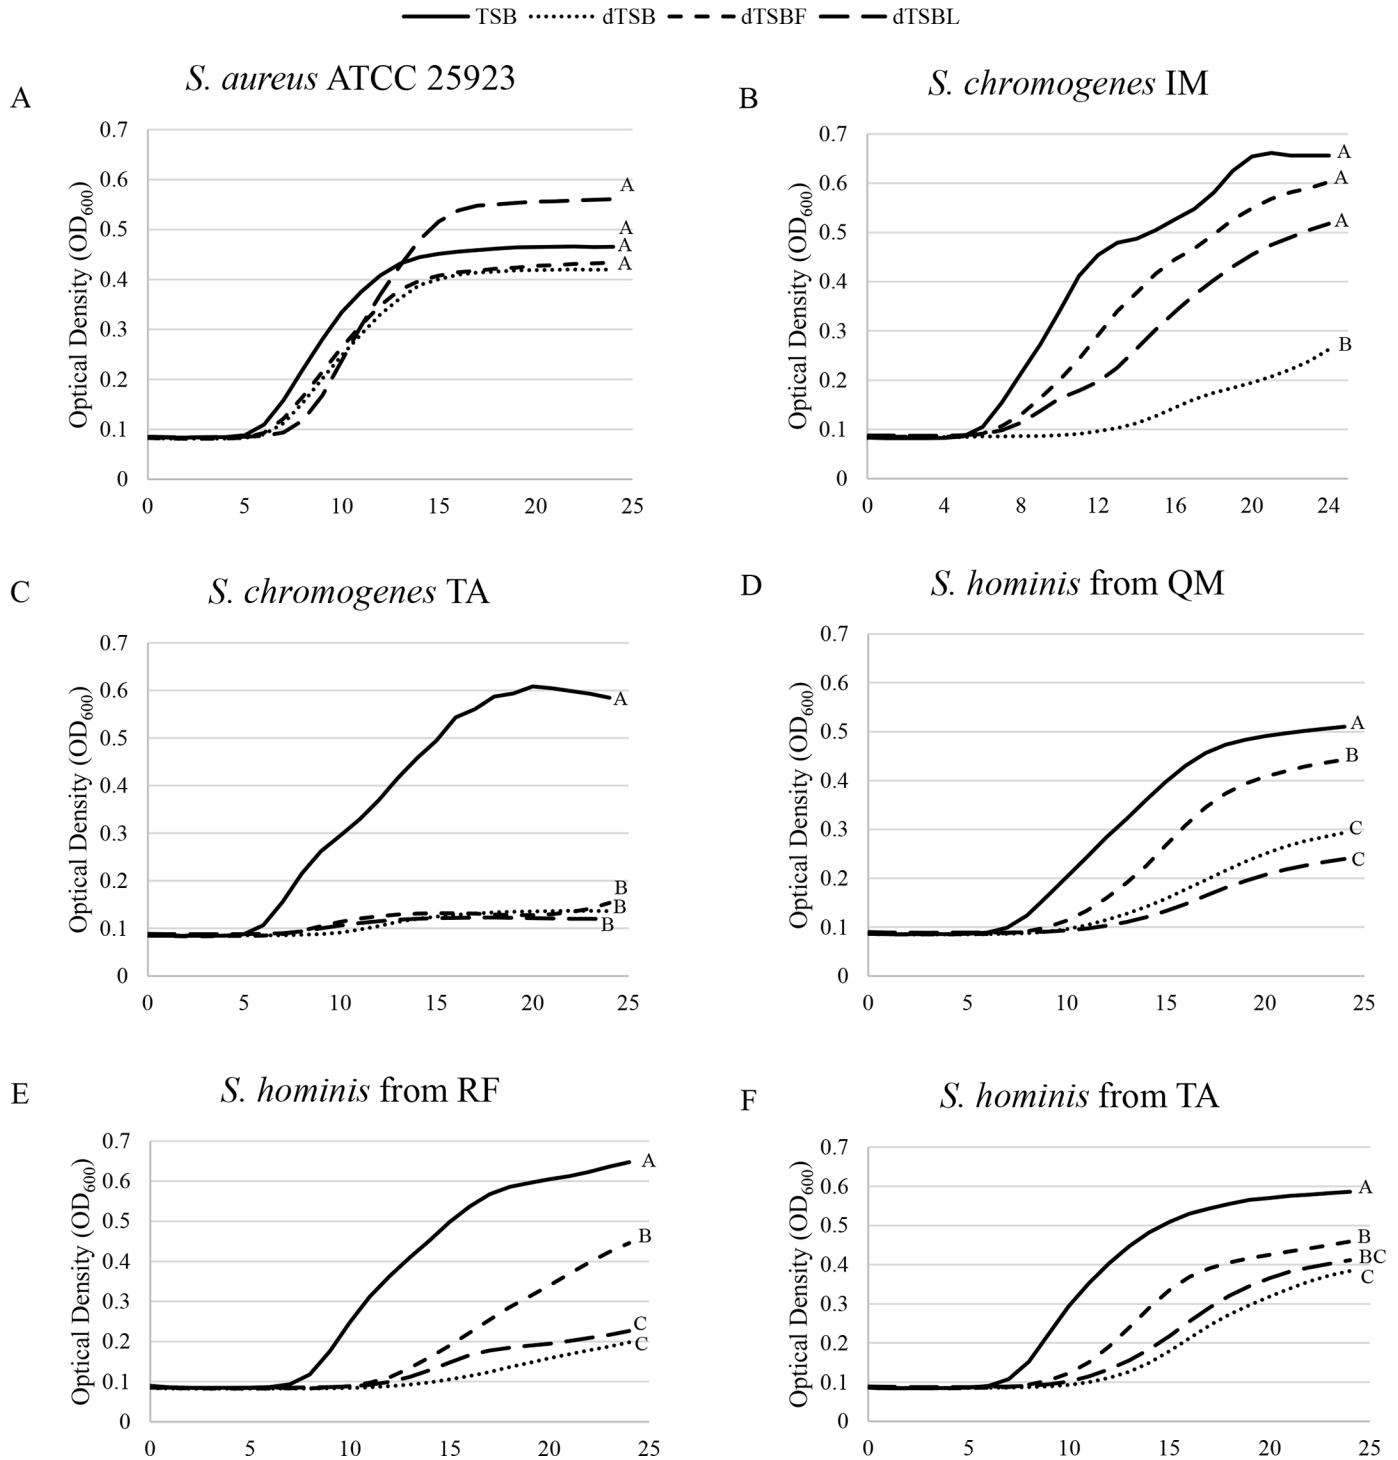 TSB dTSB dTSBF dTSBL
A
S. aureus ATCC 25923
Optical Density (OD600)
0.7
0.6
0.5
0.4
0.3
0.2
0.1
0
0 5 10 15 20 25
A
A
A
A
B
S. chromogenes IM
Optical Density (OD600)
0.7
0.6
0.5
0.4
0.3
0.2
0.1
0
0 4 8 12 16 20 24
A
A
A
B
C
S. chromogenes TA
Optical Density (OD600)
0.7
0.6
0.5
0.4
0.3
0.2
0.1
0
0 5 10 15 20 25
A
B
B
B
D
S. hominis from QM
Optical Density (OD600)
0.7
0.6
0.5
0.4
0.3
0.2
0.1
0
0 5 10 15 20 25
A
B
C
C
E
S. hominis from RF
Optical Density (OD600)
0.7
0.6
0.5
0.4
0.3
0.2
0.1
0
0 5 10 15 20 25
A
B
C
C
F
S. hominis from TA
Optical Density (OD600)
0.7
0.6
0.5
0.4
0.3
0.2
0.1
0
0 5 10 15 20 25
A
B
BC
C